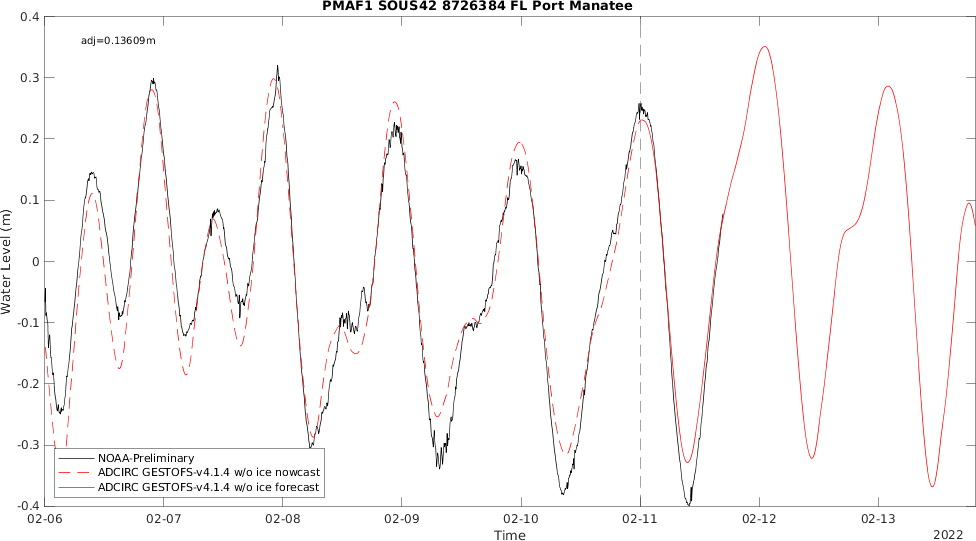 PMAF1 SOUS42 8726384 FL Port Manatee
adj=0.13609m
0.4
0.3
0.2
0.1
0
-0.1
-0.2
-0.3
-0.4
Water Level (m)
NOAA-Preliminary
ADCIRC GESTOFS-v4.1.4 w/o ice nowcast
ADCIRC GESTOFS-v4.1.4 w/o ice forecast
02-06 02-07 02-08 02-09 02-10 02-11 02-12 02-13
Time
2022